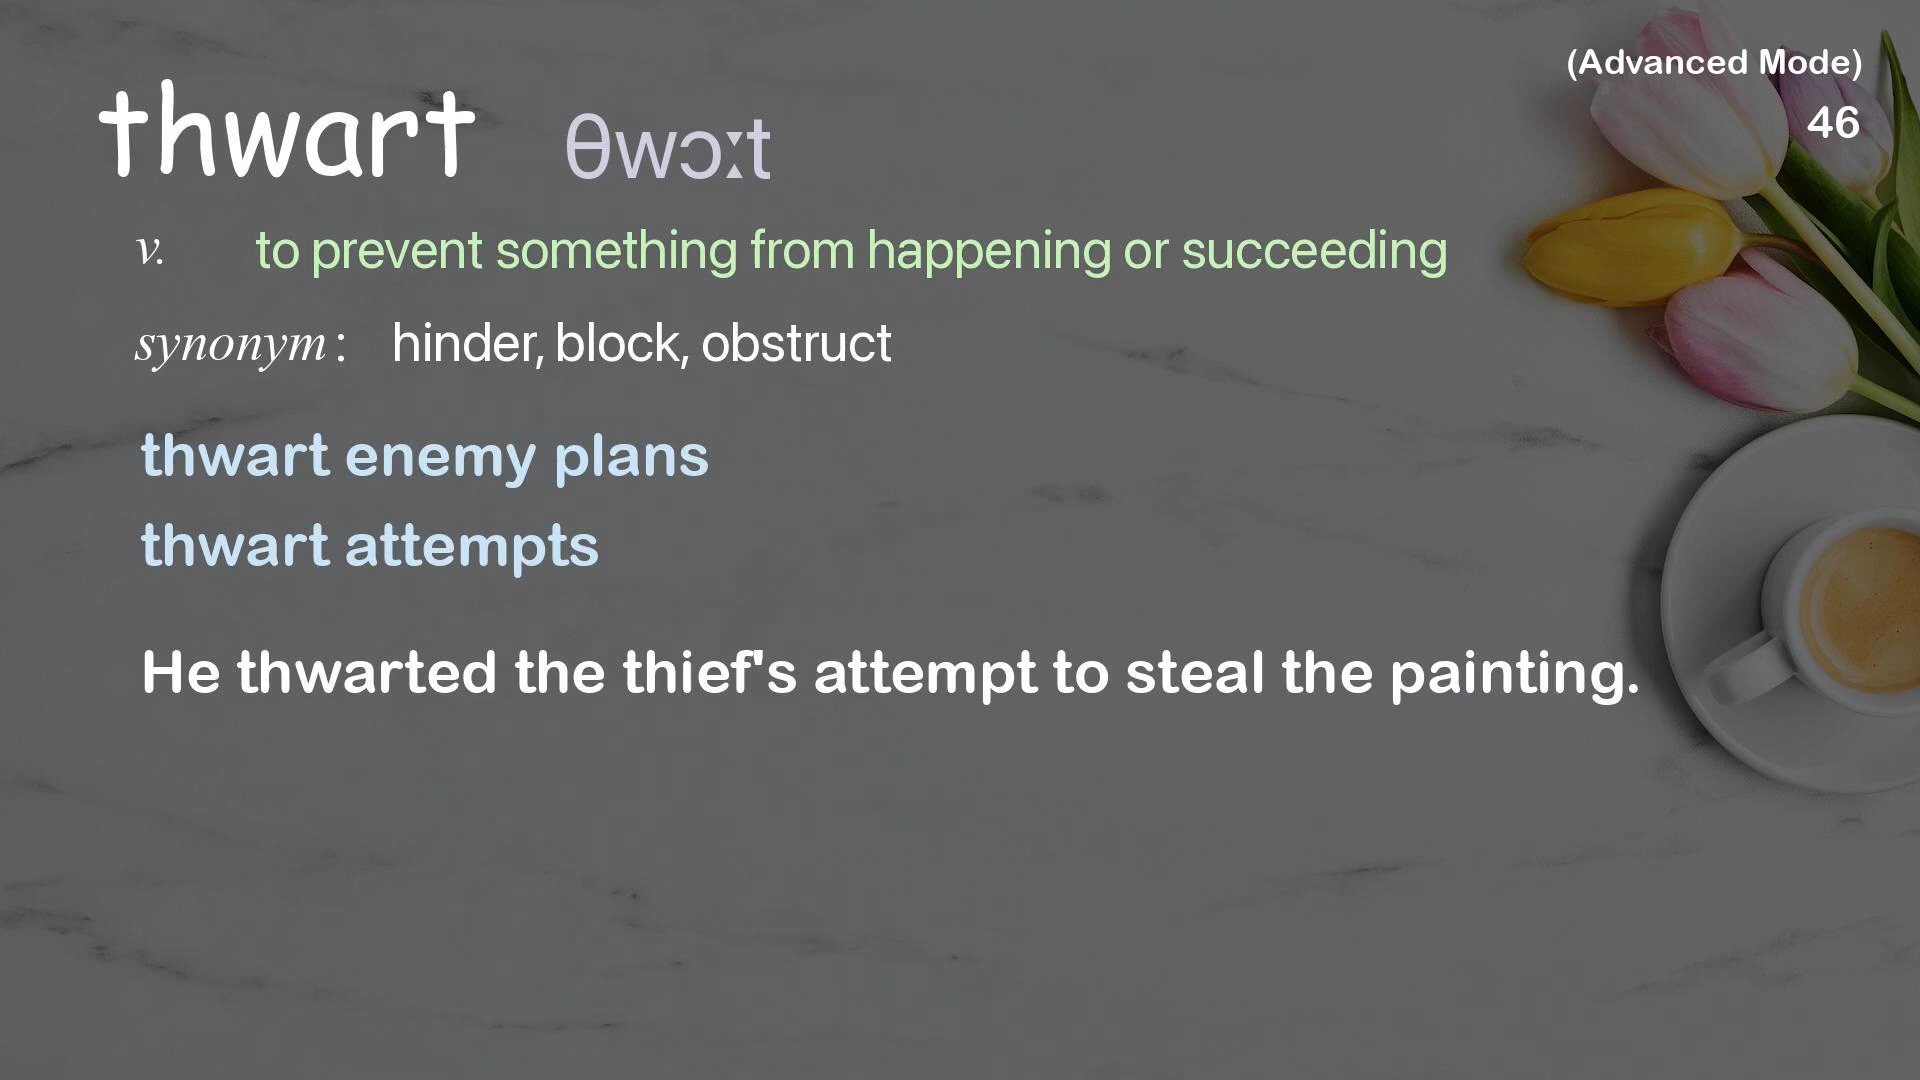 (Advanced Mode)
46
thwart θwɔːt
v. to prevent something from happening or succeeding
synonym: hinder, block, obstruct
thwart enemy plans
thwart attempts
He thwarted the thief's attempt to steal the painting.